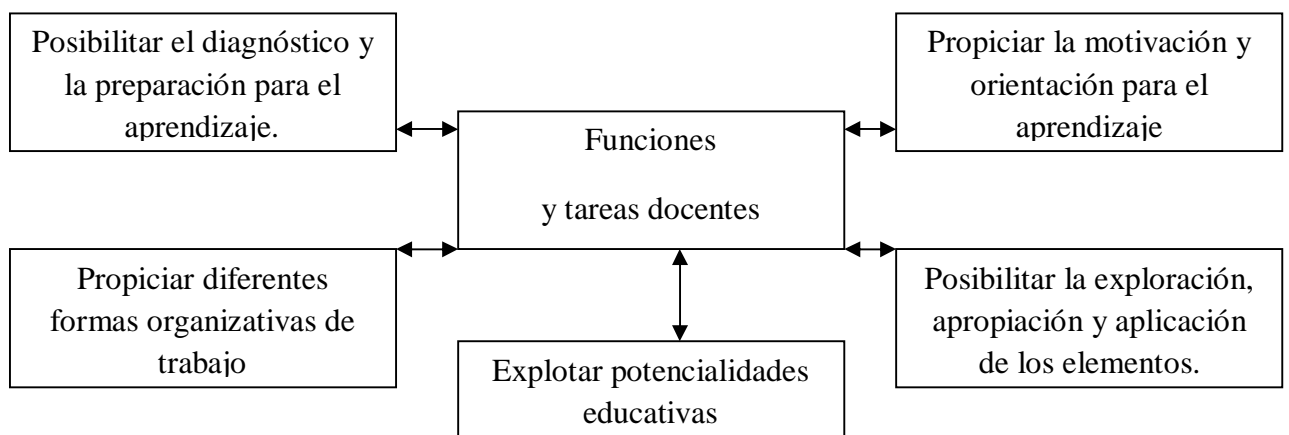 Posibilitar el diagnóstico y
la preparación para el
aprendizaje.
Propiciar la motivación y
orientación para el
aprendizaje
Funciones
y tareas docentes
Propiciar diferentes
formas organizativas de
trabajo
Posibilitar la exploración,
apropiación y aplicación
de los elementos.
Explotar potencialidades
educativas